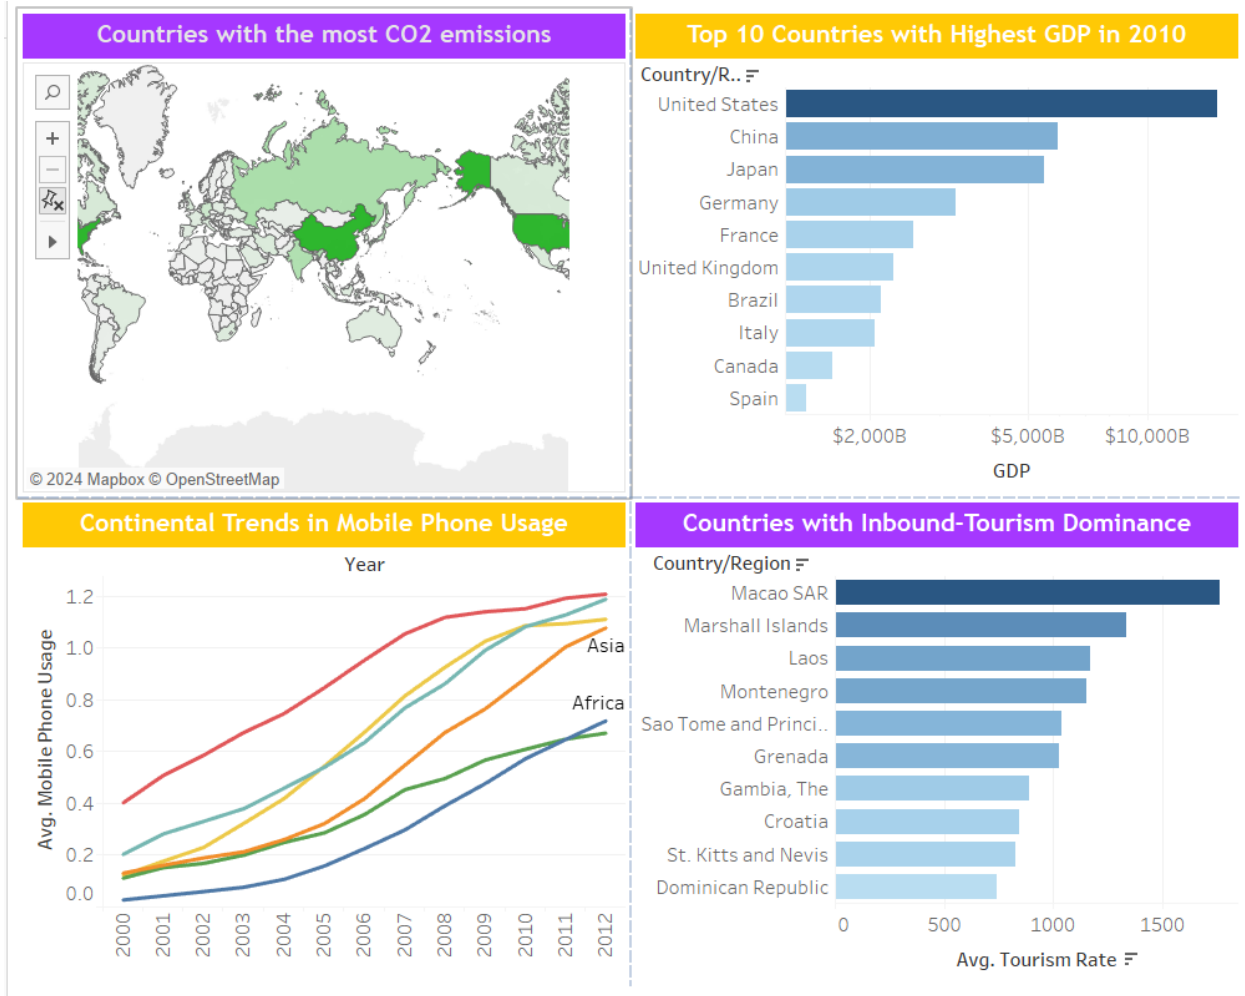 Countries with the most CO2 emissions
© 2024 Mapbox © OpenStreetMap
Top 10 Countries with Highest GDP in 2010
Country/R..
United States
China
Japan
Germany
France
United Kingdom
Brazil
Italy
Canada
Spain
$2,000B $5,000B $10,000B
GDP
Continental Trends in Mobile Phone Usage
Year
Avg. Mobile Phone Usage
1.2
1.0
0.8
0.6
0.4
0.2
0.0
Asia
Africa
2000 2001 2002 2003 2004 2005 2006 2007 2008 2009 2010 2011 2012
Countries with Inbound-Tourism Dominance
Country/Region
Macao SAR
Marshall Islands
Laos
Montenegro
Sao Tome and Princi..
Grenada
Gambia, The
Croatia
St. Kitts and Nevis
Dominican Republic
0 500 1000 1500
Avg. Tourism Rate